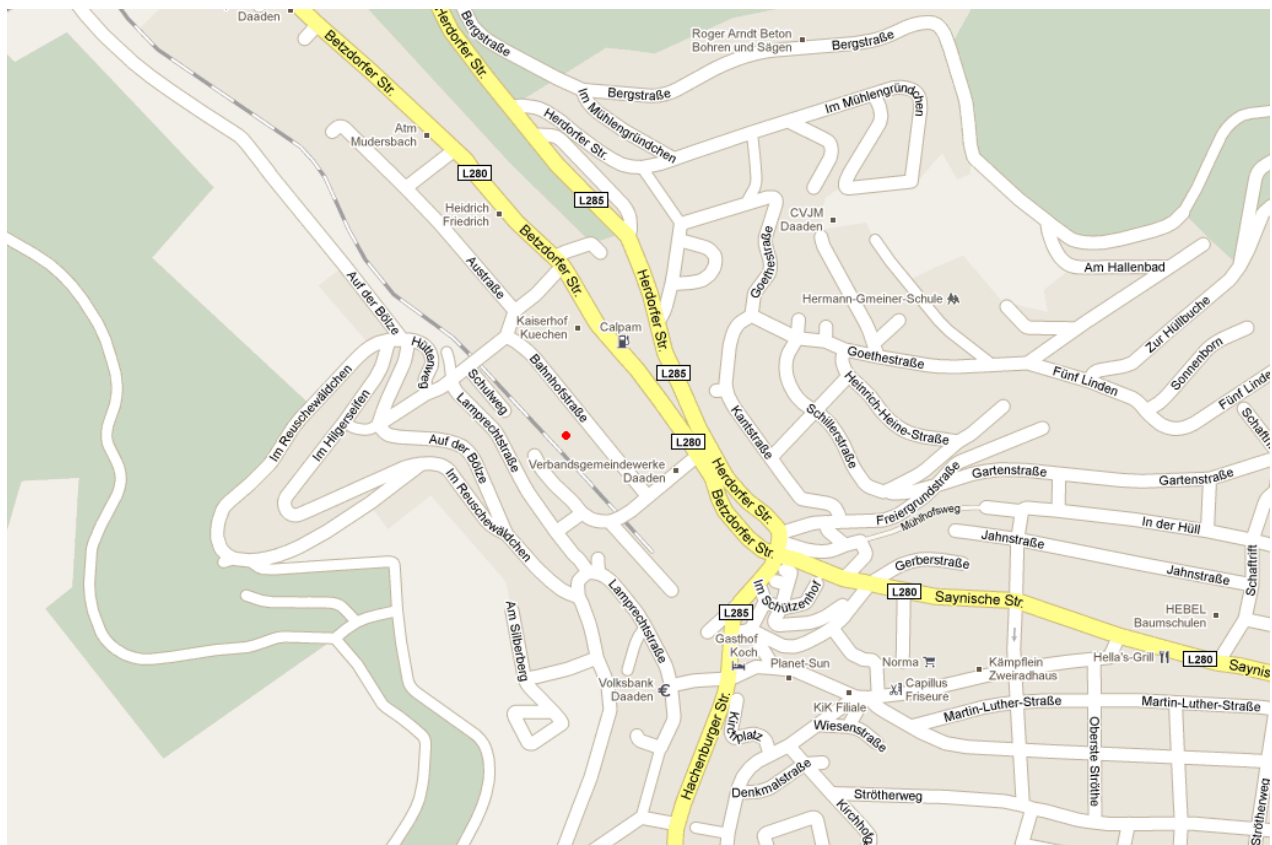 Daaden
Betzdorfer Str.
Herdorfer Str.
Bergstraße
Roger Arndt Beton
Bohren und Sägen
Bergstraße
Bergstraße
Im Mühlengründchen
Im Mühlengründchen
Herdorfer Str.
Atm
Mudersbach
L280
L285
Heidrich
Friedrich
CVJM
Daaden
Goethestraße
Betzdorfer Str.
Austraße
Auf der Bölze
Herdorfer Str.
Am Hallenbad
Hermann-Gmeiner-Schule
Zur Hüllbuche
Kaiserhof
Kuechen
Calpam
Sonnenborn
Goethestraße
Fünf Linden
Fünf Linden
Hüttenweg
Schulweg
Bahnhofstraße
L285
Im Reuschewäldchen
Im Hilgerseifen
Lamprechtstraße
Heinrich-Heine-Straße
Schillerstraße
Kantstraße
Schaftrift
Auf der Bölze
L280
Verbandsgemeindewerke
Daaden
Im Reuschewäldchen
Herdorfer Str.
Betzdorfer Str.
Gartenstraße
Gartenstraße
Freiergrundstraße
Mühlhofsweg
In der Hüll
Jahnstraße
Jahnstraße
Schaftrift
Gerberstraße
Im Schützenhof
L280
Saynische Str.
L285
HEBEL
Baumschulen
Lamprechtstraße
Am Silberberg
Gasthof
Koch
Planet-Sun
Norma
Kämpflein
Zweiradhaus
Hella's-Grill
L280
Saynis
Volksbank
Daaden
Capillus
Friseure
KiK Filiale
Martin-Luther-Straße
Martin-Luther-Straße
Hachenburger Str.
Kirchplatz
Wiesenstraße
Oberste Ströthe
Denkmalstraße
Strötherweg
Kirchhof
Strötherweg